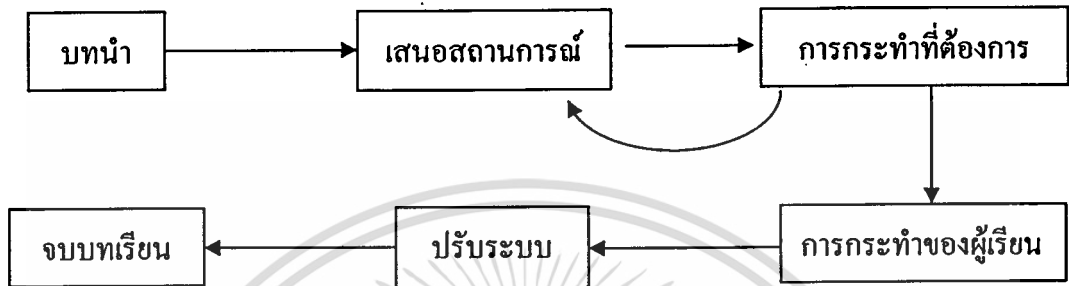 บทนำ
เสนอสถานการณ์
การกระทำที่ต้องการ
จบบทเรียน
ปรับระบบ
การกระทำของผู้เรียน